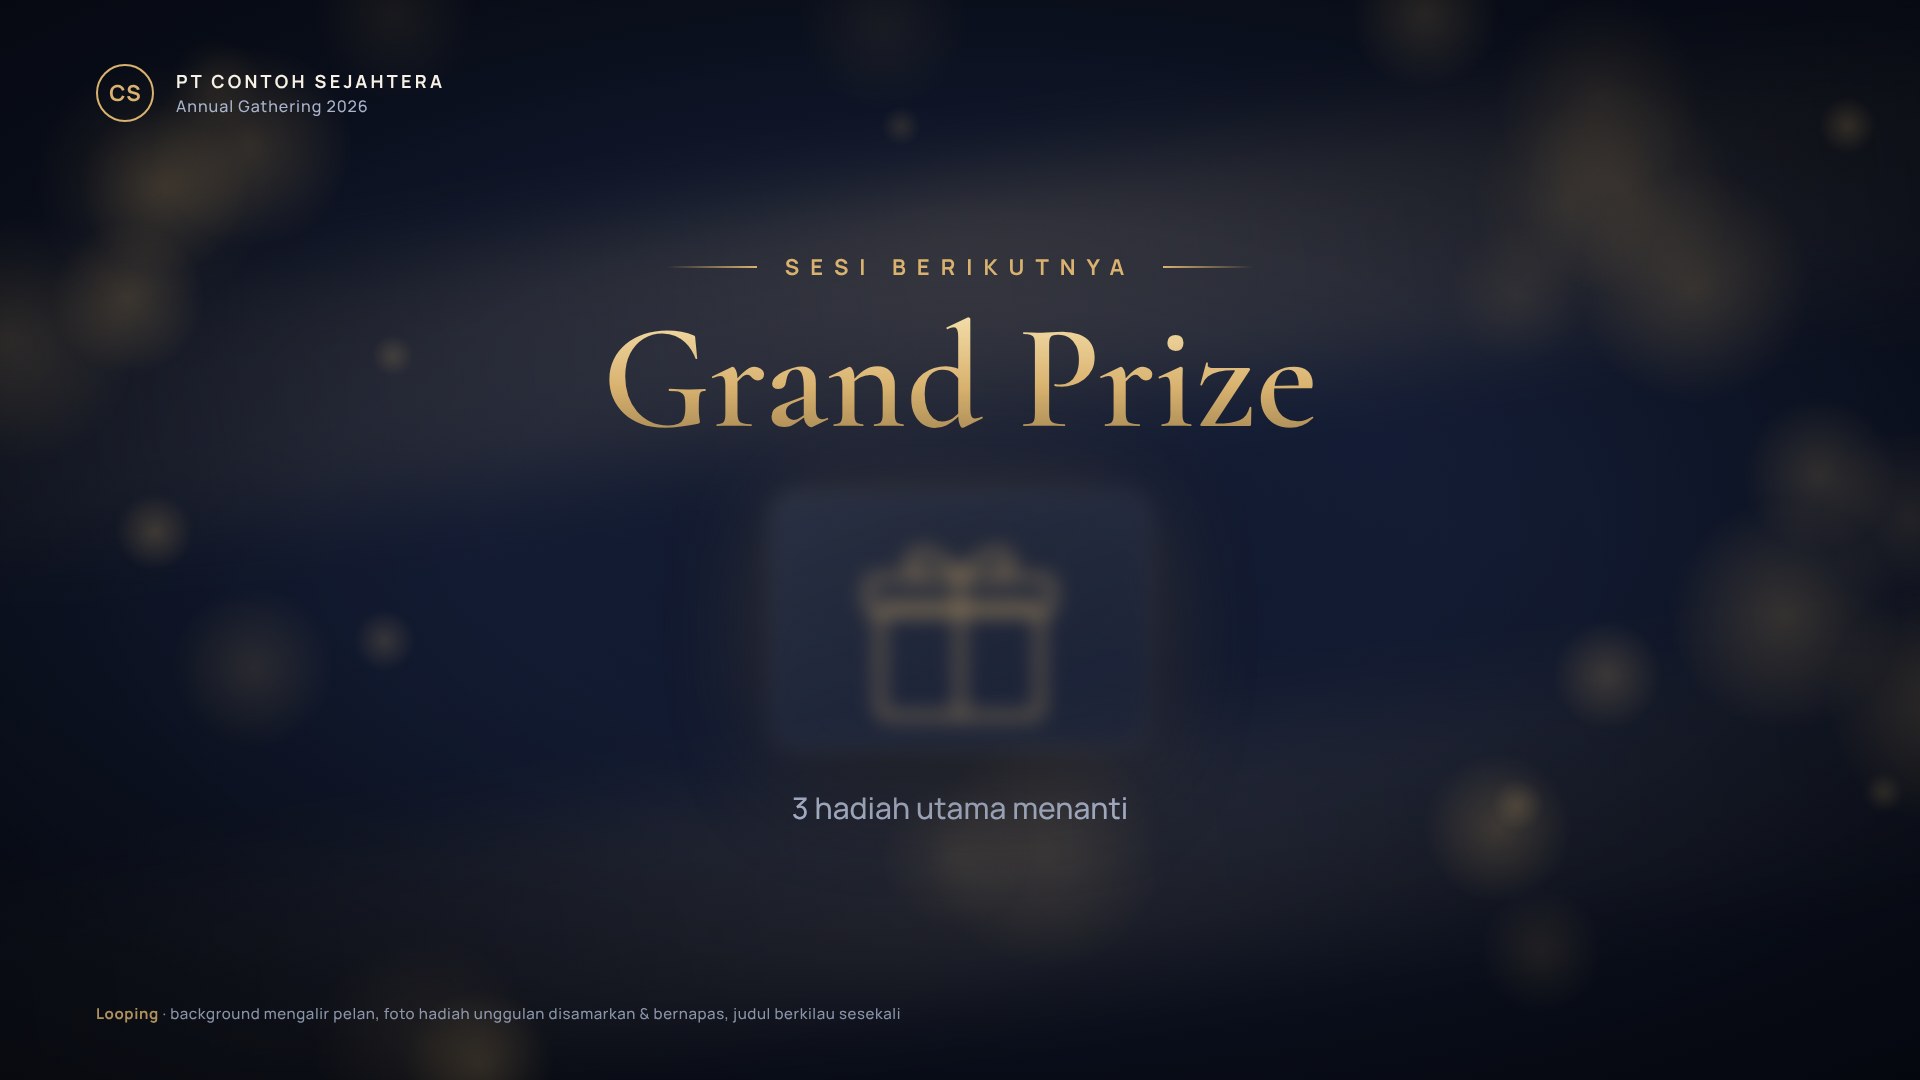 CS
PT CONTOH SEJAHTERA
Annual Gathering 2026
SESI BERIKUTNYA
Grand Prize
3 hadiah utama menanti
Looping · background mengalir pelan, foto hadiah unggulan disamarkan & bernapas, judul berkilau sesekali